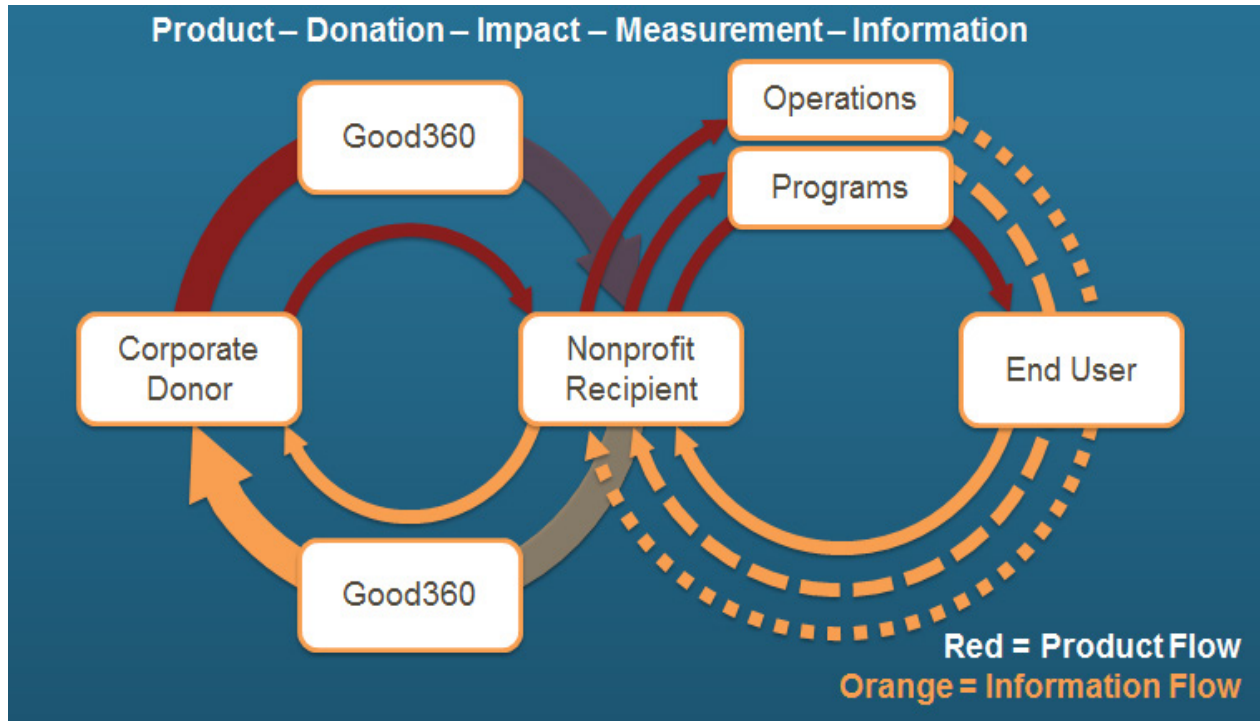 Product – Donation – Impact – Measurement – Information
Good360
Operations
Programs
Corporate
Donor
Nonprofit
Recipient
End User
Good360
Red = Product Flow
Orange = Information Flow